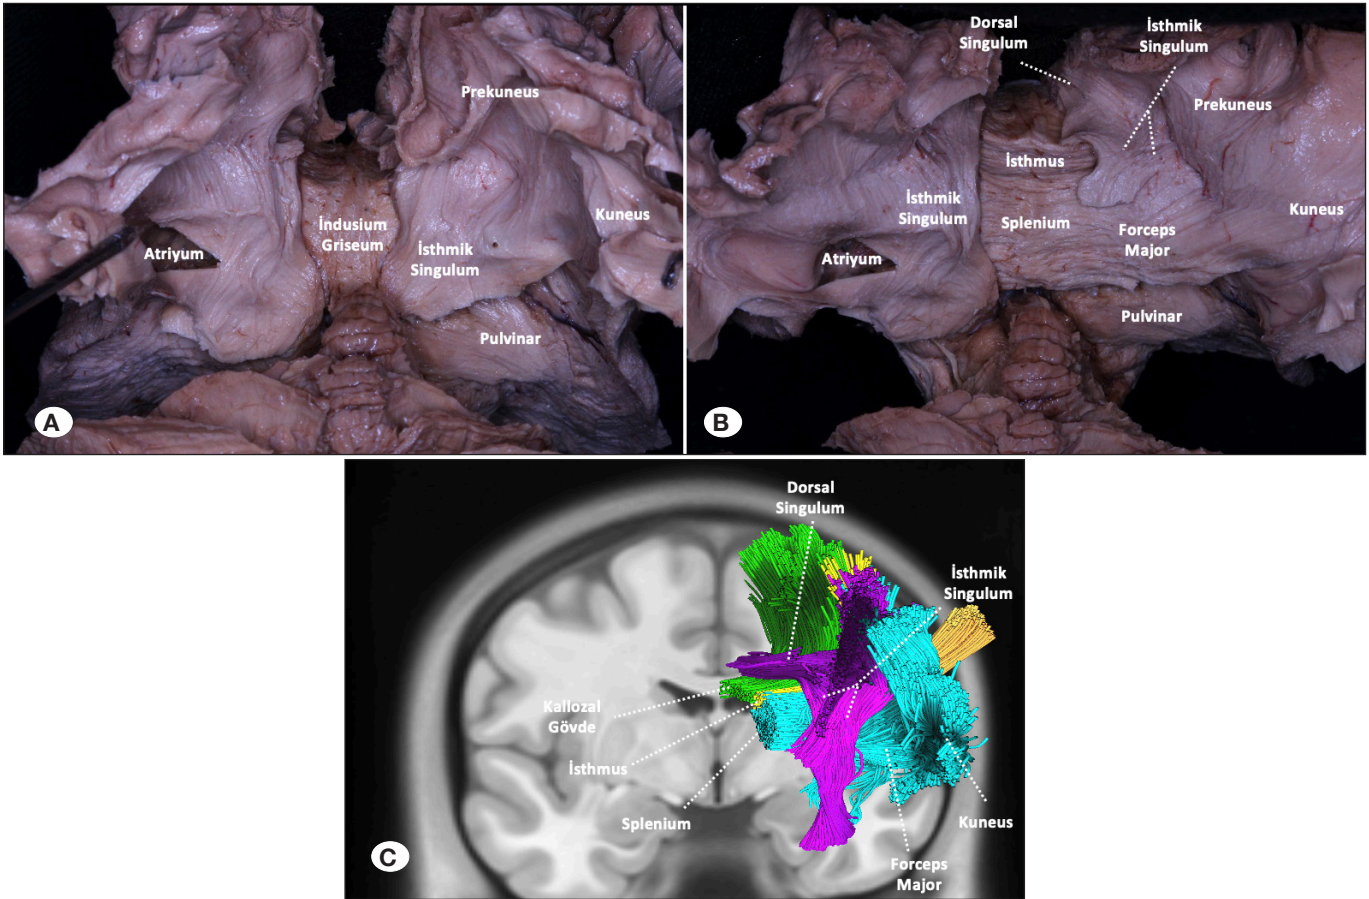 Prekuneus
İndusium
Griseum
Kuneus
Atriyum
İsthmik
Singulum
Pulvinar
A
Dorsal
Singulum
İsthmik
Singulum
Prekuneus
İsthmus
İsthmik
Singulum
Splenium
Forceps
Major
Kuneus
Atriyum
Pulvinar
B
Dorsal
Singulum
İsthmik
Singulum
Kallozal
Gövde
İsthmus
Splenium
Kuneus
Forceps
Major
C